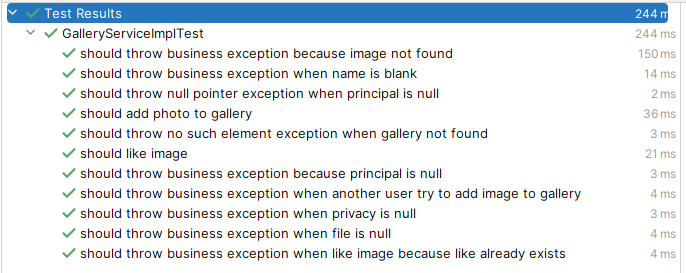 Test Results 244 m
GalleryServiceImplTest 244 ms
should throw business exception because image not found 150 ms
should throw business exception when name is blank 14 ms
should throw null pointer exception when principal is null 2 ms
should add photo to gallery 36 ms
should throw no such element exception when gallery not found 3 ms
should like image 21 ms
should throw business exception because principal is null 3 ms
should throw business exception when another user try to add image to gallery 4 ms
should throw business exception when privacy is null 3 ms
should throw business exception when file is null 4 ms
should throw business exception when like image because like already exists 4 ms